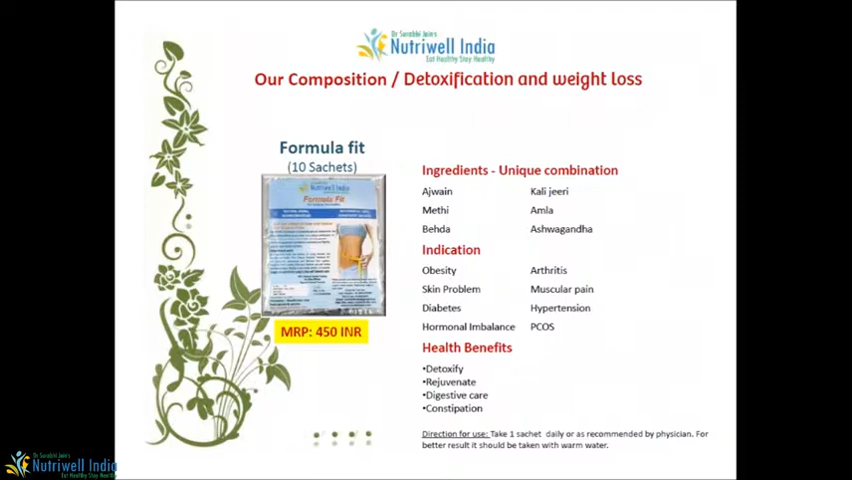 Dr Surabhi Jain's
Nutriwell India
Eat Healthy Stay Healthy
Our Composition / Detoxification and weight loss
Formula fit
(10 Sachets)
Nutriwell India
Formula Fit
MRP: 450 INR
Ingredients - Unique combination
Ajwain Kali jeeri
Methi Amla
Behda Ashwagandha
Indication
Obesity Arthritis
Skin Problem Muscular pain
Diabetes Hypertension
Hormonal Imbalance PCOS
Health Benefits
•Detoxify
•Rejuvenate
•Digestive care
•Constipation
Direction for use: Take 1 sachet daily or as recommended by physician. For
better result it should be taken with warm water.
Dr Surabhi Jain's
Nutriwell India
Eat Healthy Stay Healthy